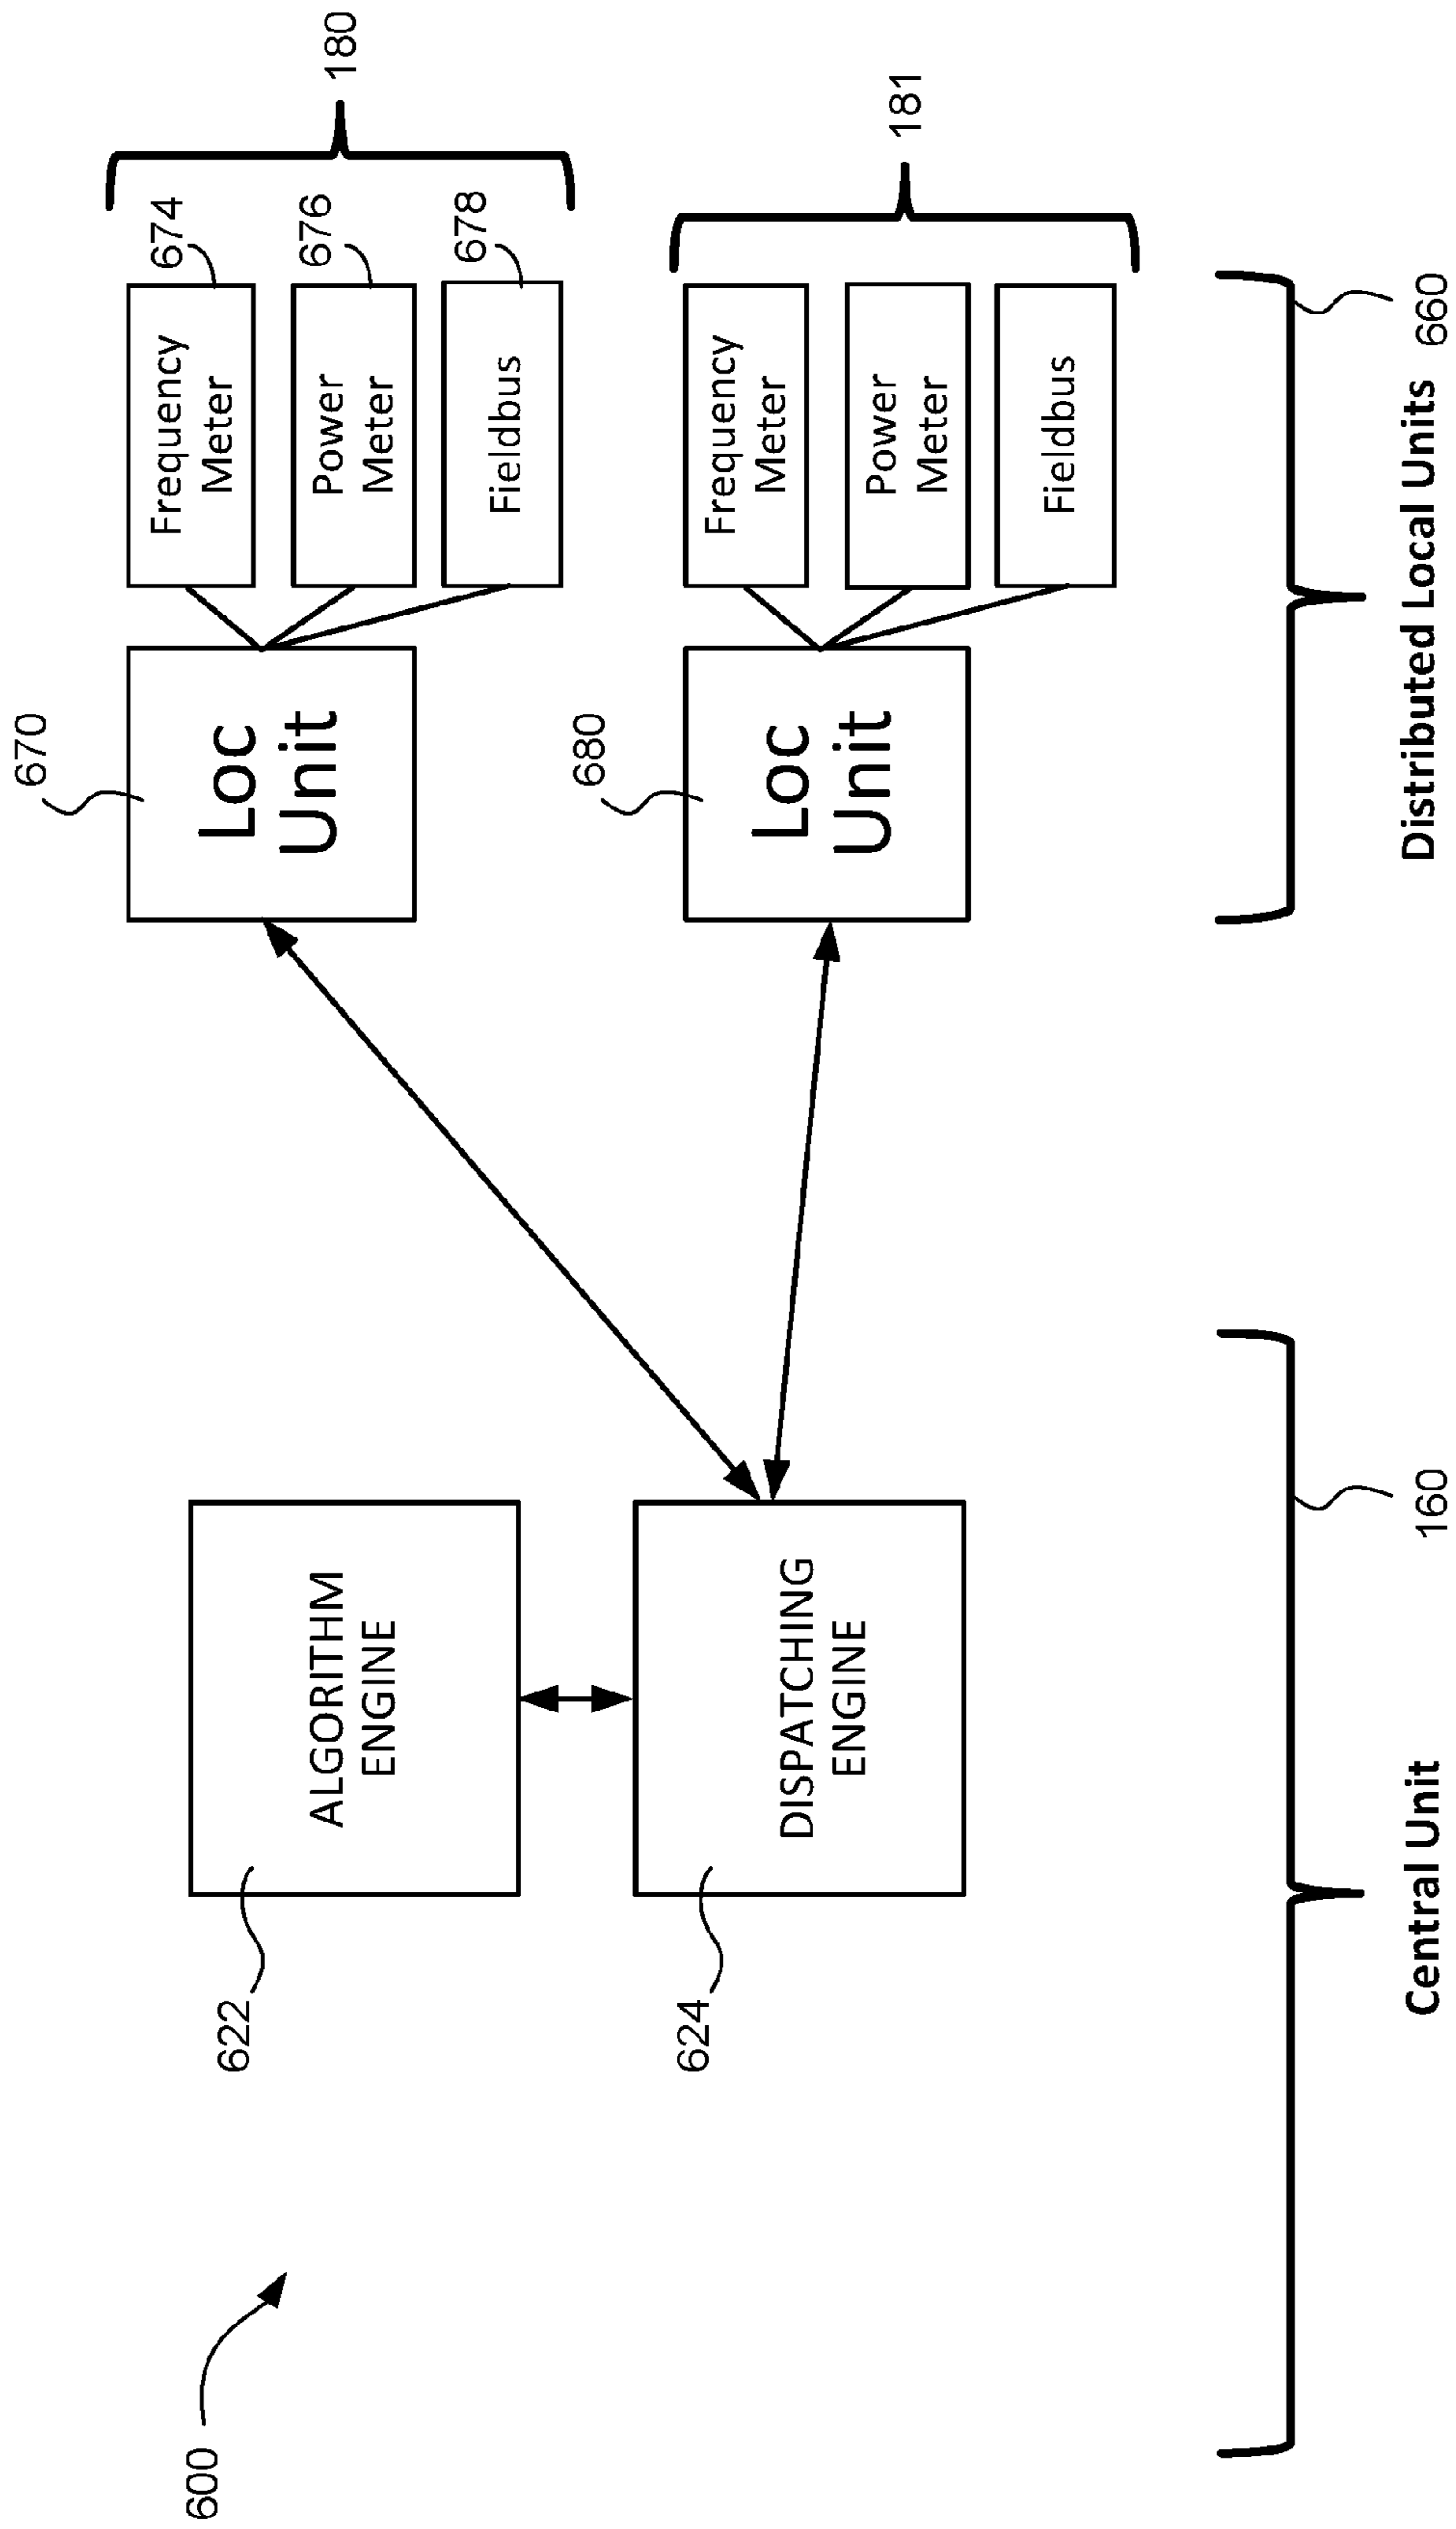 600
622
ALGORITHM
ENGINE
624
DISPATCHING
ENGINE
Central Unit
160
670
Loc
Unit
Frequency
Meter
674
Power
Meter
676
Fieldbus
678
180
680
Loc
Unit
Frequency
Meter
Power
Meter
Fieldbus
181
Distributed Local Units
660